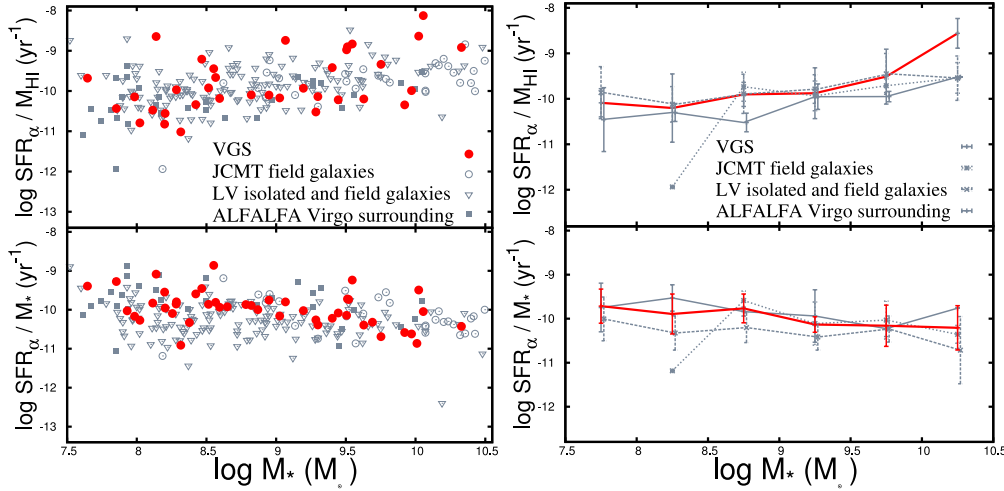 log SFRα / MHI (yr-1)
-8
-9
-10
-11
-12
-13
VGS
JCMT field galaxies
LV isolated and field galaxies
ALFALFA Virgo surrounding
log SFRα / MHI (yr-1)
-8
-9
-10
-11
-12
VGS
JCMT field galaxies
LV isolated and field galaxies
ALFALFA Virgo surrounding
log SFRα / M* (yr-1)
-9
-10
-11
-12
-13
7.5 8 8.5 9 9.5 10 10.5
log M* (M⊙)
log SFRα / M* (yr-1)
-9
-10
-11
-12
7.5 8 8.5 9 9.5 10 10.5
log M* (M⊙)